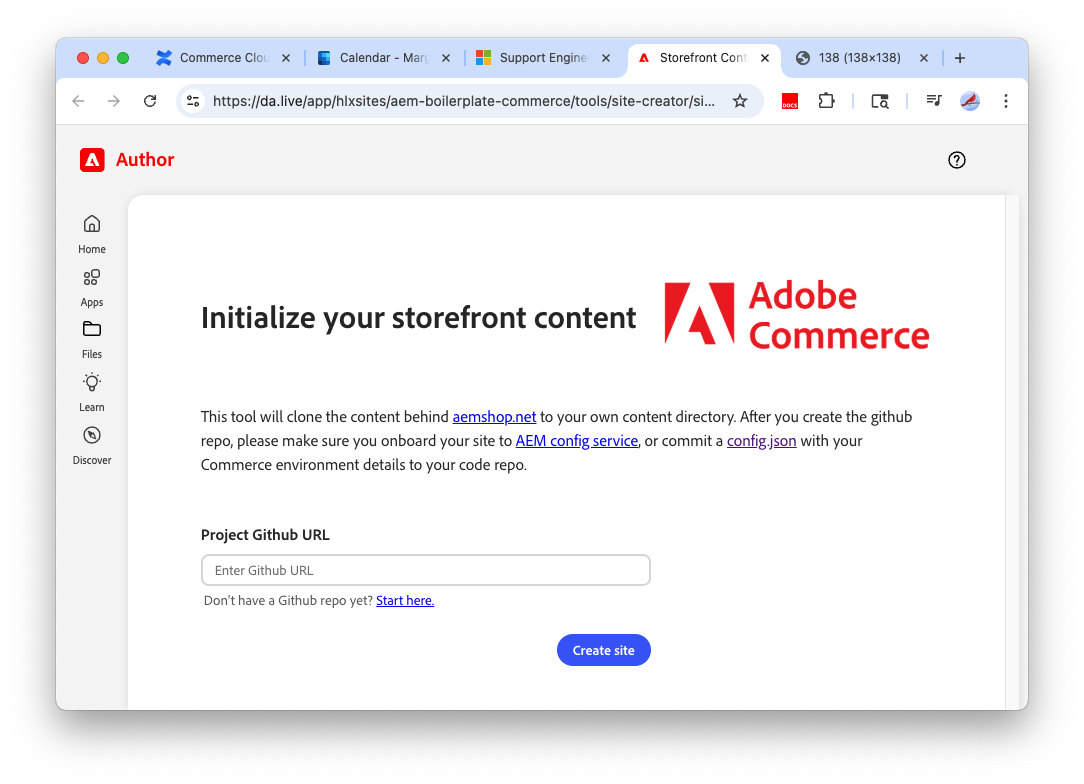 Commerce Clou
Calendar - Marg
Support Engine
Storefront Cont
138 (138×138)
https://da.live/app/hlxsites/aem-boilerplate-commerce/tools/site-creator/si...
DOCS
Author
Home
Apps
Files
Learn
Discover
Initialize your storefront content
Adobe
Commerce
This tool will clone the content behind aemshop.net to your own content directory. After you create the github
repo, please make sure you onboard your site to AEM config service, or commit a config.json with your
Commerce environment details to your code repo.
Project Github URL
Enter Github URL
Don't have a Github repo yet? Start here.
Create site